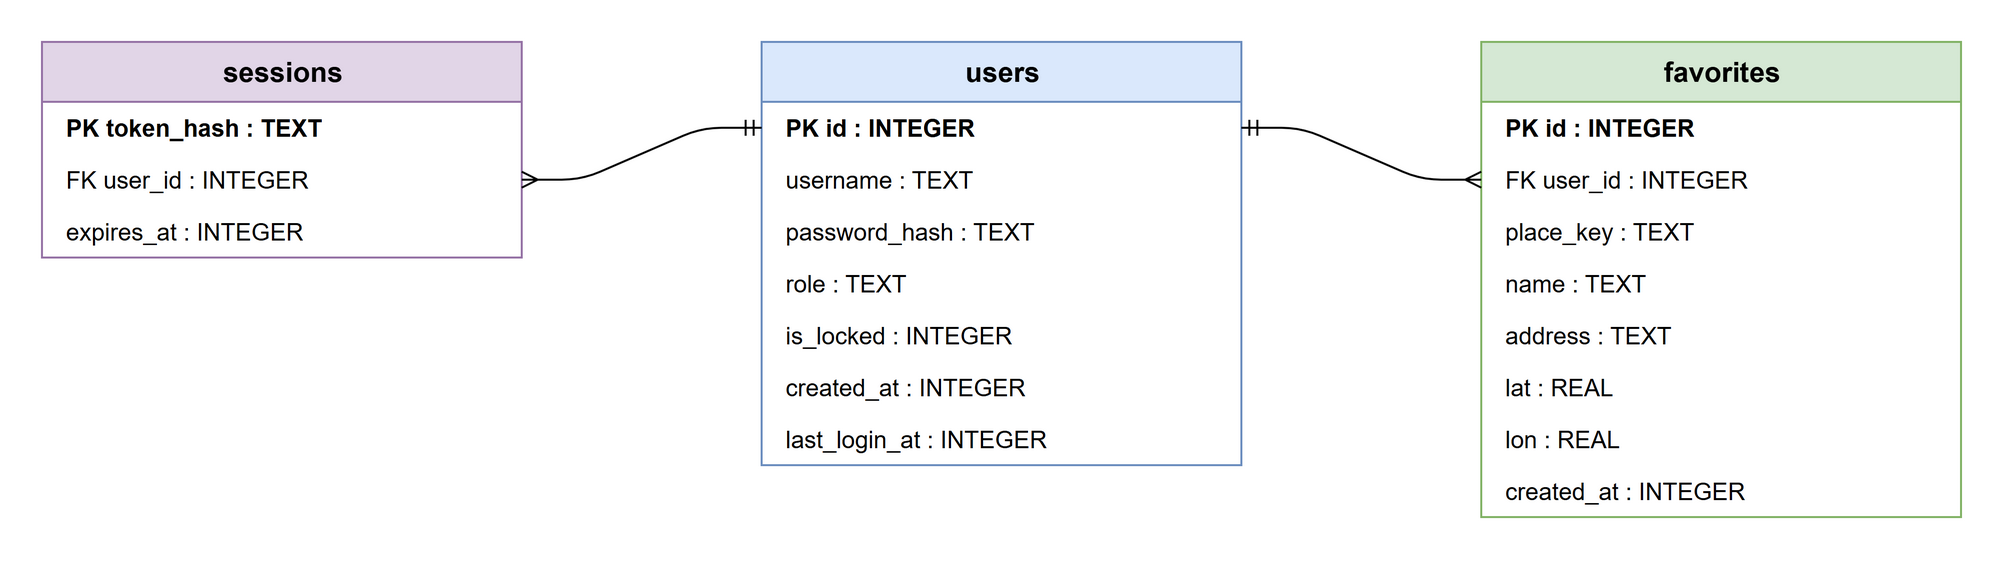 sessions
PK token_hash : TEXT
FK user_id : INTEGER
expires_at : INTEGER
users
PK id : INTEGER
username : TEXT
password_hash : TEXT
role : TEXT
is_locked : INTEGER
created_at : INTEGER
last_login_at : INTEGER
favorites
PK id : INTEGER
FK user_id : INTEGER
place_key : TEXT
name : TEXT
address : TEXT
lat : REAL
lon : REAL
created_at : INTEGER